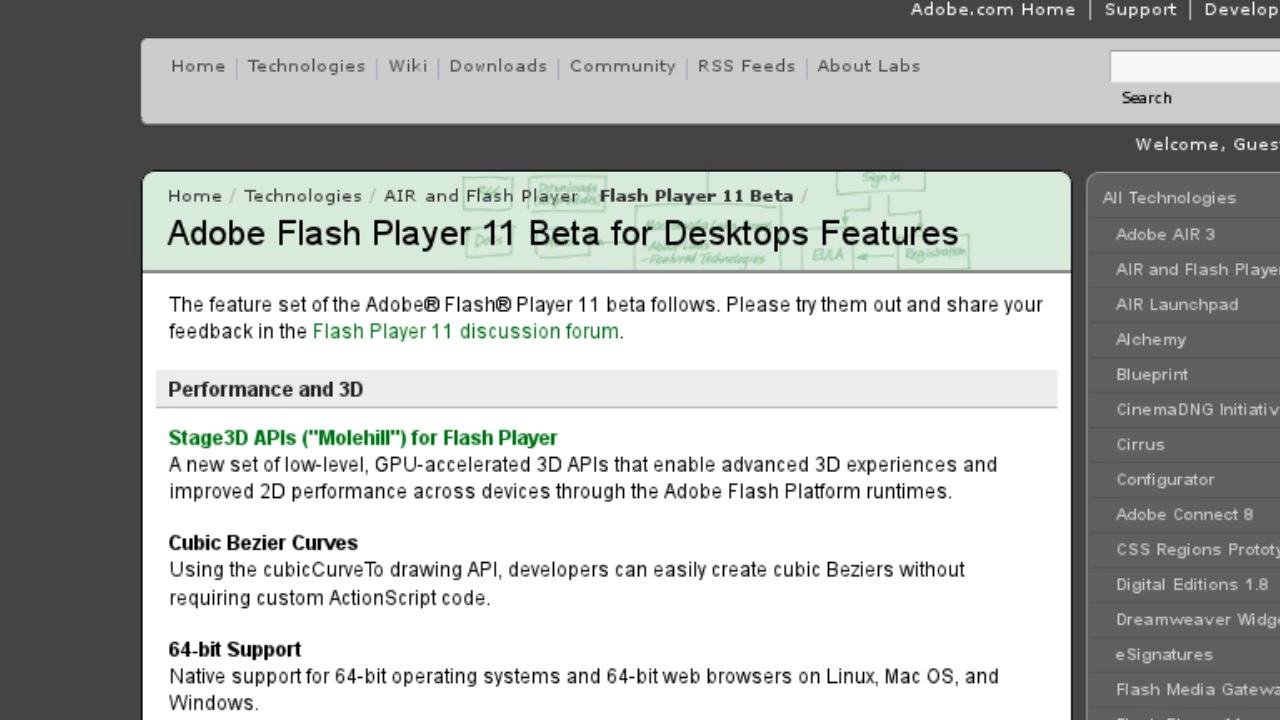 Adobe.com Home | Support | Develop
Home | Technologies | Wiki | Downloads | Community | RSS Feeds | About Labs
Search
Welcome, Gues
Home / Technologies / AIR and Flash Player Flash Player 11 Beta /
Adobe Flash Player 11 Beta for Desktops Features
Sign In
EULA
Registration
The feature set of the Adobe® Flash® Player 11 beta follows. Please try them out and share your
feedback in the Flash Player 11 discussion forum.
Performance and 3D
Stage3D APIs ("Molehill") for Flash Player
A new set of low-level, GPU-accelerated 3D APIs that enable advanced 3D experiences and
improved 2D performance across devices through the Adobe Flash Platform runtimes.
Cubic Bezier Curves
Using the cubicCurveTo drawing API, developers can easily create cubic Beziers without
requiring custom ActionScript code.
64-bit Support
Native support for 64-bit operating systems and 64-bit web browsers on Linux, Mac OS, and
Windows.
All Technologies
Adobe AIR 3
AIR and Flash Playe
AIR Launchpad
Alchemy
Blueprint
CinemaDNG Initiativ
Cirrus
Configurator
Adobe Connect 8
CSS Regions Prototy
Digital Editions 1.8
Dreamweaver Widge
eSignatures
Flash Media Gatewa